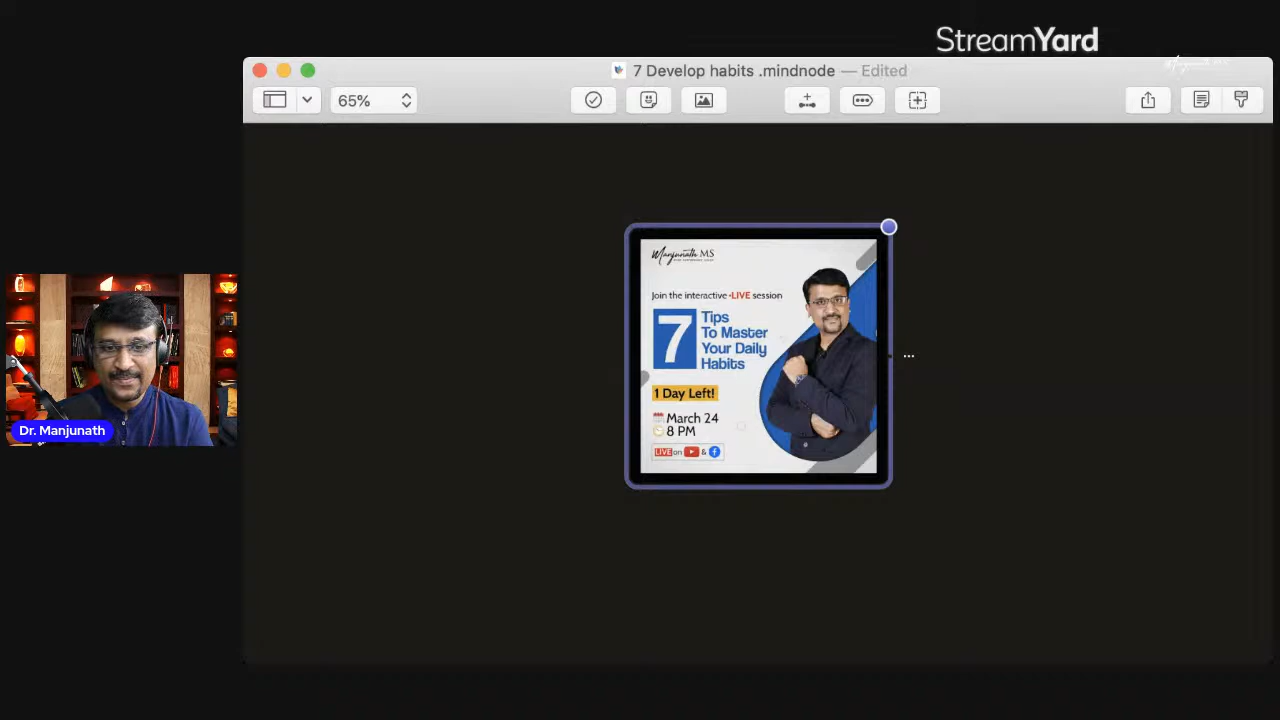 StreamYard
7 Develop habits .mindnode — Edited
65%
Manjunath MS
Join the interactive •LIVE session
7
Tips
To Master
Your Daily
Habits
1 Day Left!
March 24
8 PM
LIVE on & 
Dr. Manjunath